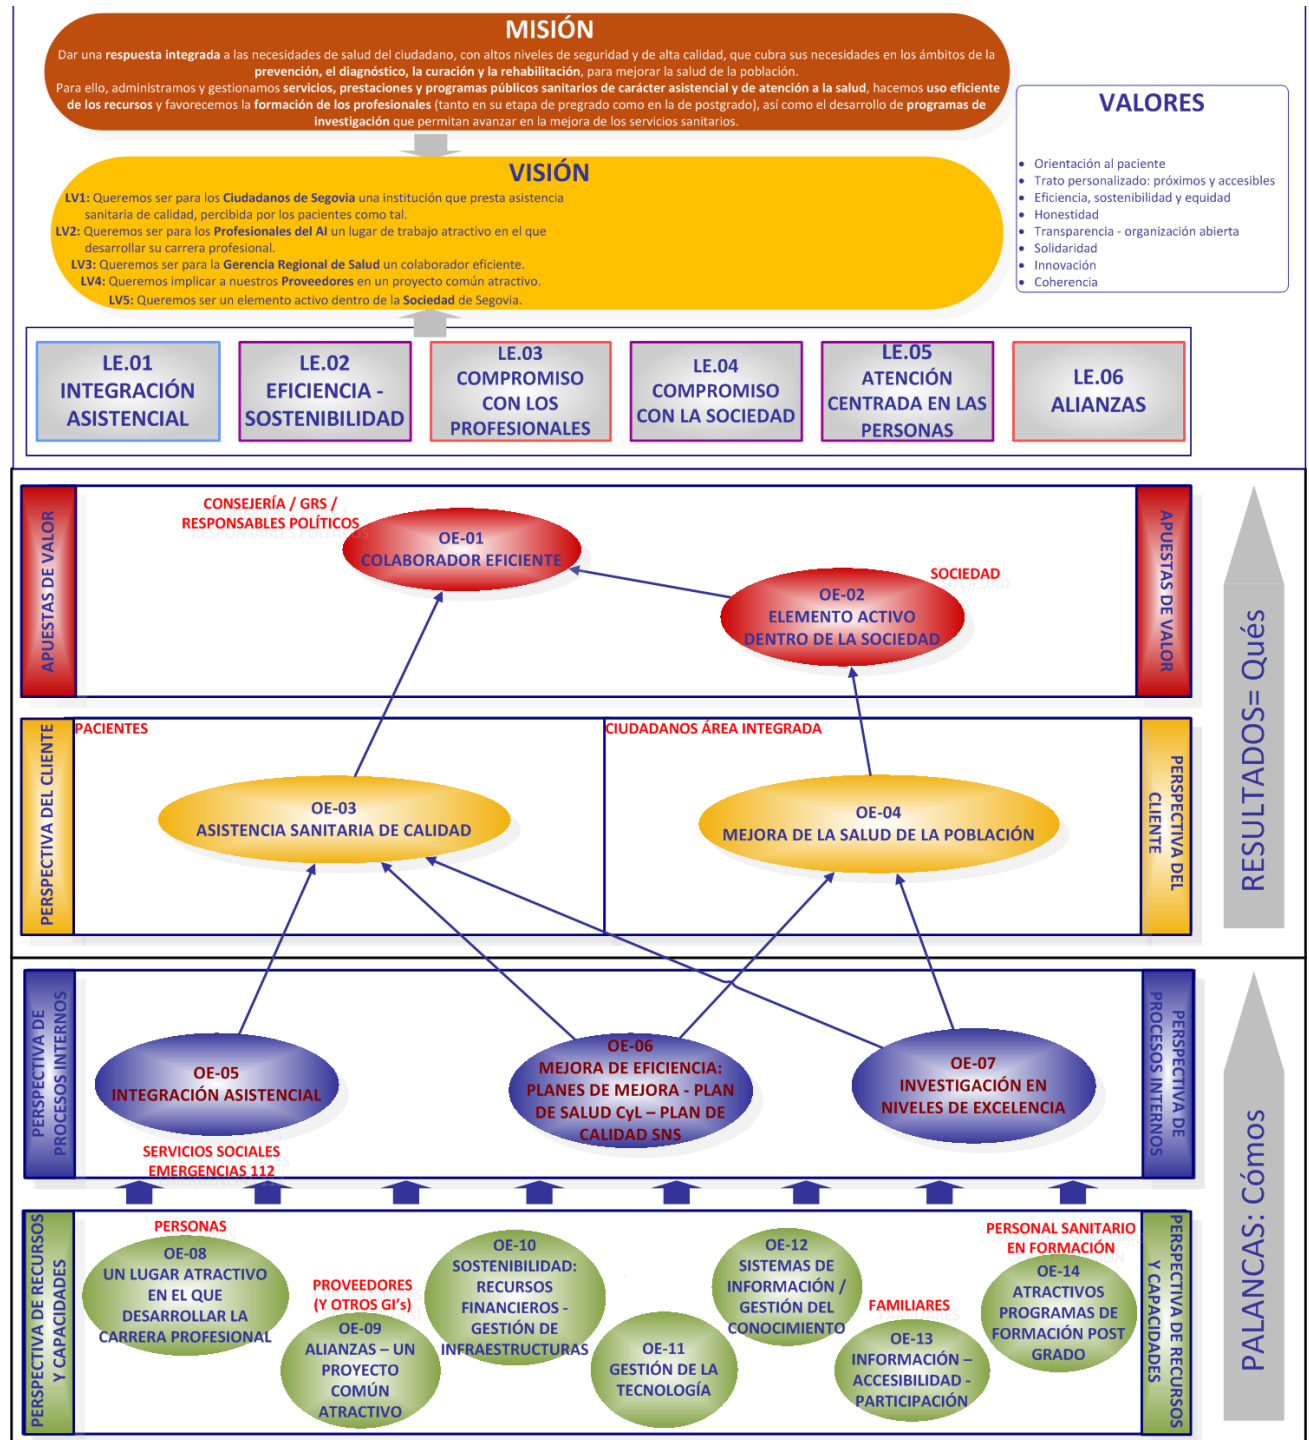 MISIÓN
Dar una respuesta integrada a las necesidades de salud del ciudadano, con altos niveles de seguridad y de alta calidad, que cubra sus necesidades en los ámbitos de la
prevención, el diagnóstico, la curación y la rehabilitación, para mejorar la salud de la población.
Para ello, administramos y gestionamos servicios, prestaciones y programas públicos sanitarios de carácter asistencial y de atención a la salud, hacemos uso eficiente
de los recursos y favorecemos la formación de los profesionales (tanto en su etapa de pregrado como en la de postgrado), así como el desarrollo de programas de
investigación que permitan avanzar en la mejora de los servicios sanitarios.
VALORES
• Orientación al paciente
• Trato personalizado: próximos y accesibles
• Eficiencia, sostenibilidad y equidad
• Honestidad
• Transparencia - organización abierta
• Solidaridad
• Innovación
• Coherencia
VISIÓN
LV1: Queremos ser para los Ciudadanos de Segovia una institución que presta asistencia
sanitaria de calidad, percibida por los pacientes como tal.
LV2: Queremos ser para los Profesionales del AI un lugar de trabajo atractivo en el que
desarrollar su carrera profesional.
LV3: Queremos ser para la Gerencia Regional de Salud un colaborador eficiente.
LV4: Queremos implicar a nuestros Proveedores en un proyecto común atractivo.
LV5: Queremos ser un elemento activo dentro de la Sociedad de Segovia.
LE.01
INTEGRACIÓN
ASISTENCIAL
LE.02
EFICIENCIA -
SOSTENIBILIDAD
LE.03
COMPROMISO
CON LOS
PROFESIONALES
LE.04
COMPROMISO
CON LA SOCIEDAD
LE.05
ATENCIÓN
CENTRADA EN LAS
PERSONAS
LE.06
ALIANZAS
APUESTAS DE VALOR
CONSEJERÍA / GRS /
RESPONSABLES POLÍTICOS
OE-01
COLABORADOR EFICIENTE
SOCIEDAD
OE-02
ELEMENTO ACTIVO
DENTRO DE LA SOCIEDAD
APUESTAS DE VALOR
RESULTADOS= Qués
PERSPECTIVA DEL CLIENTE
PACIENTES
OE-03
ASISTENCIA SANITARIA DE CALIDAD
CIUDADANOS ÁREA INTEGRADA
OE-04
MEJORA DE LA SALUD DE LA POBLACIÓN
PERSPECTIVA DEL
CLIENTE
PERSPECTIVA DE
PROCESOS INTERNOS
OE-05
INTEGRACIÓN ASISTENCIAL
SERVICIOS SOCIALES
EMERGENCIAS 112
OE-06
MEJORA DE EFICIENCIA:
PLANES DE MEJORA - PLAN
DE SALUD CyL – PLAN DE
CALIDAD SNS
OE-07
INVESTIGACIÓN EN
NIVELES DE EXCELENCIA
PERSPECTIVA DE
PROCESOS INTERNOS
PALANCAS: Cómos
PERSPECTIVA DE RECURSOS
Y CAPACIDADES
PERSONAS
OE-08
UN LUGAR ATRACTIVO
EN EL QUE
DESARROLLAR LA
CARRERA PROFESIONAL
PROVEEDORES
(Y OTROS GI's)
OE-09
ALIANZAS – UN
PROYECTO
COMÚN
ATRACTIVO
OE-10
SOSTENIBILIDAD:
RECURSOS
FINANCIEROS -
GESTIÓN DE
INFRAESTRUCTURAS
OE-11
GESTIÓN DE LA
TECNOLOGÍA
OE-12
SISTEMAS DE
INFORMACIÓN /
GESTIÓN DEL
CONOCIMIENTO
FAMILIARES
OE-13
INFORMACIÓN –
ACCESIBILIDAD -
PARTICIPACIÓN
PERSONAL SANITARIO
EN FORMACIÓN
OE-14
ATRACTIVOS
PROGRAMAS DE
FORMACIÓN POST
GRADO
PERSPECTIVA DE RECURSOS
Y CAPACIDADES